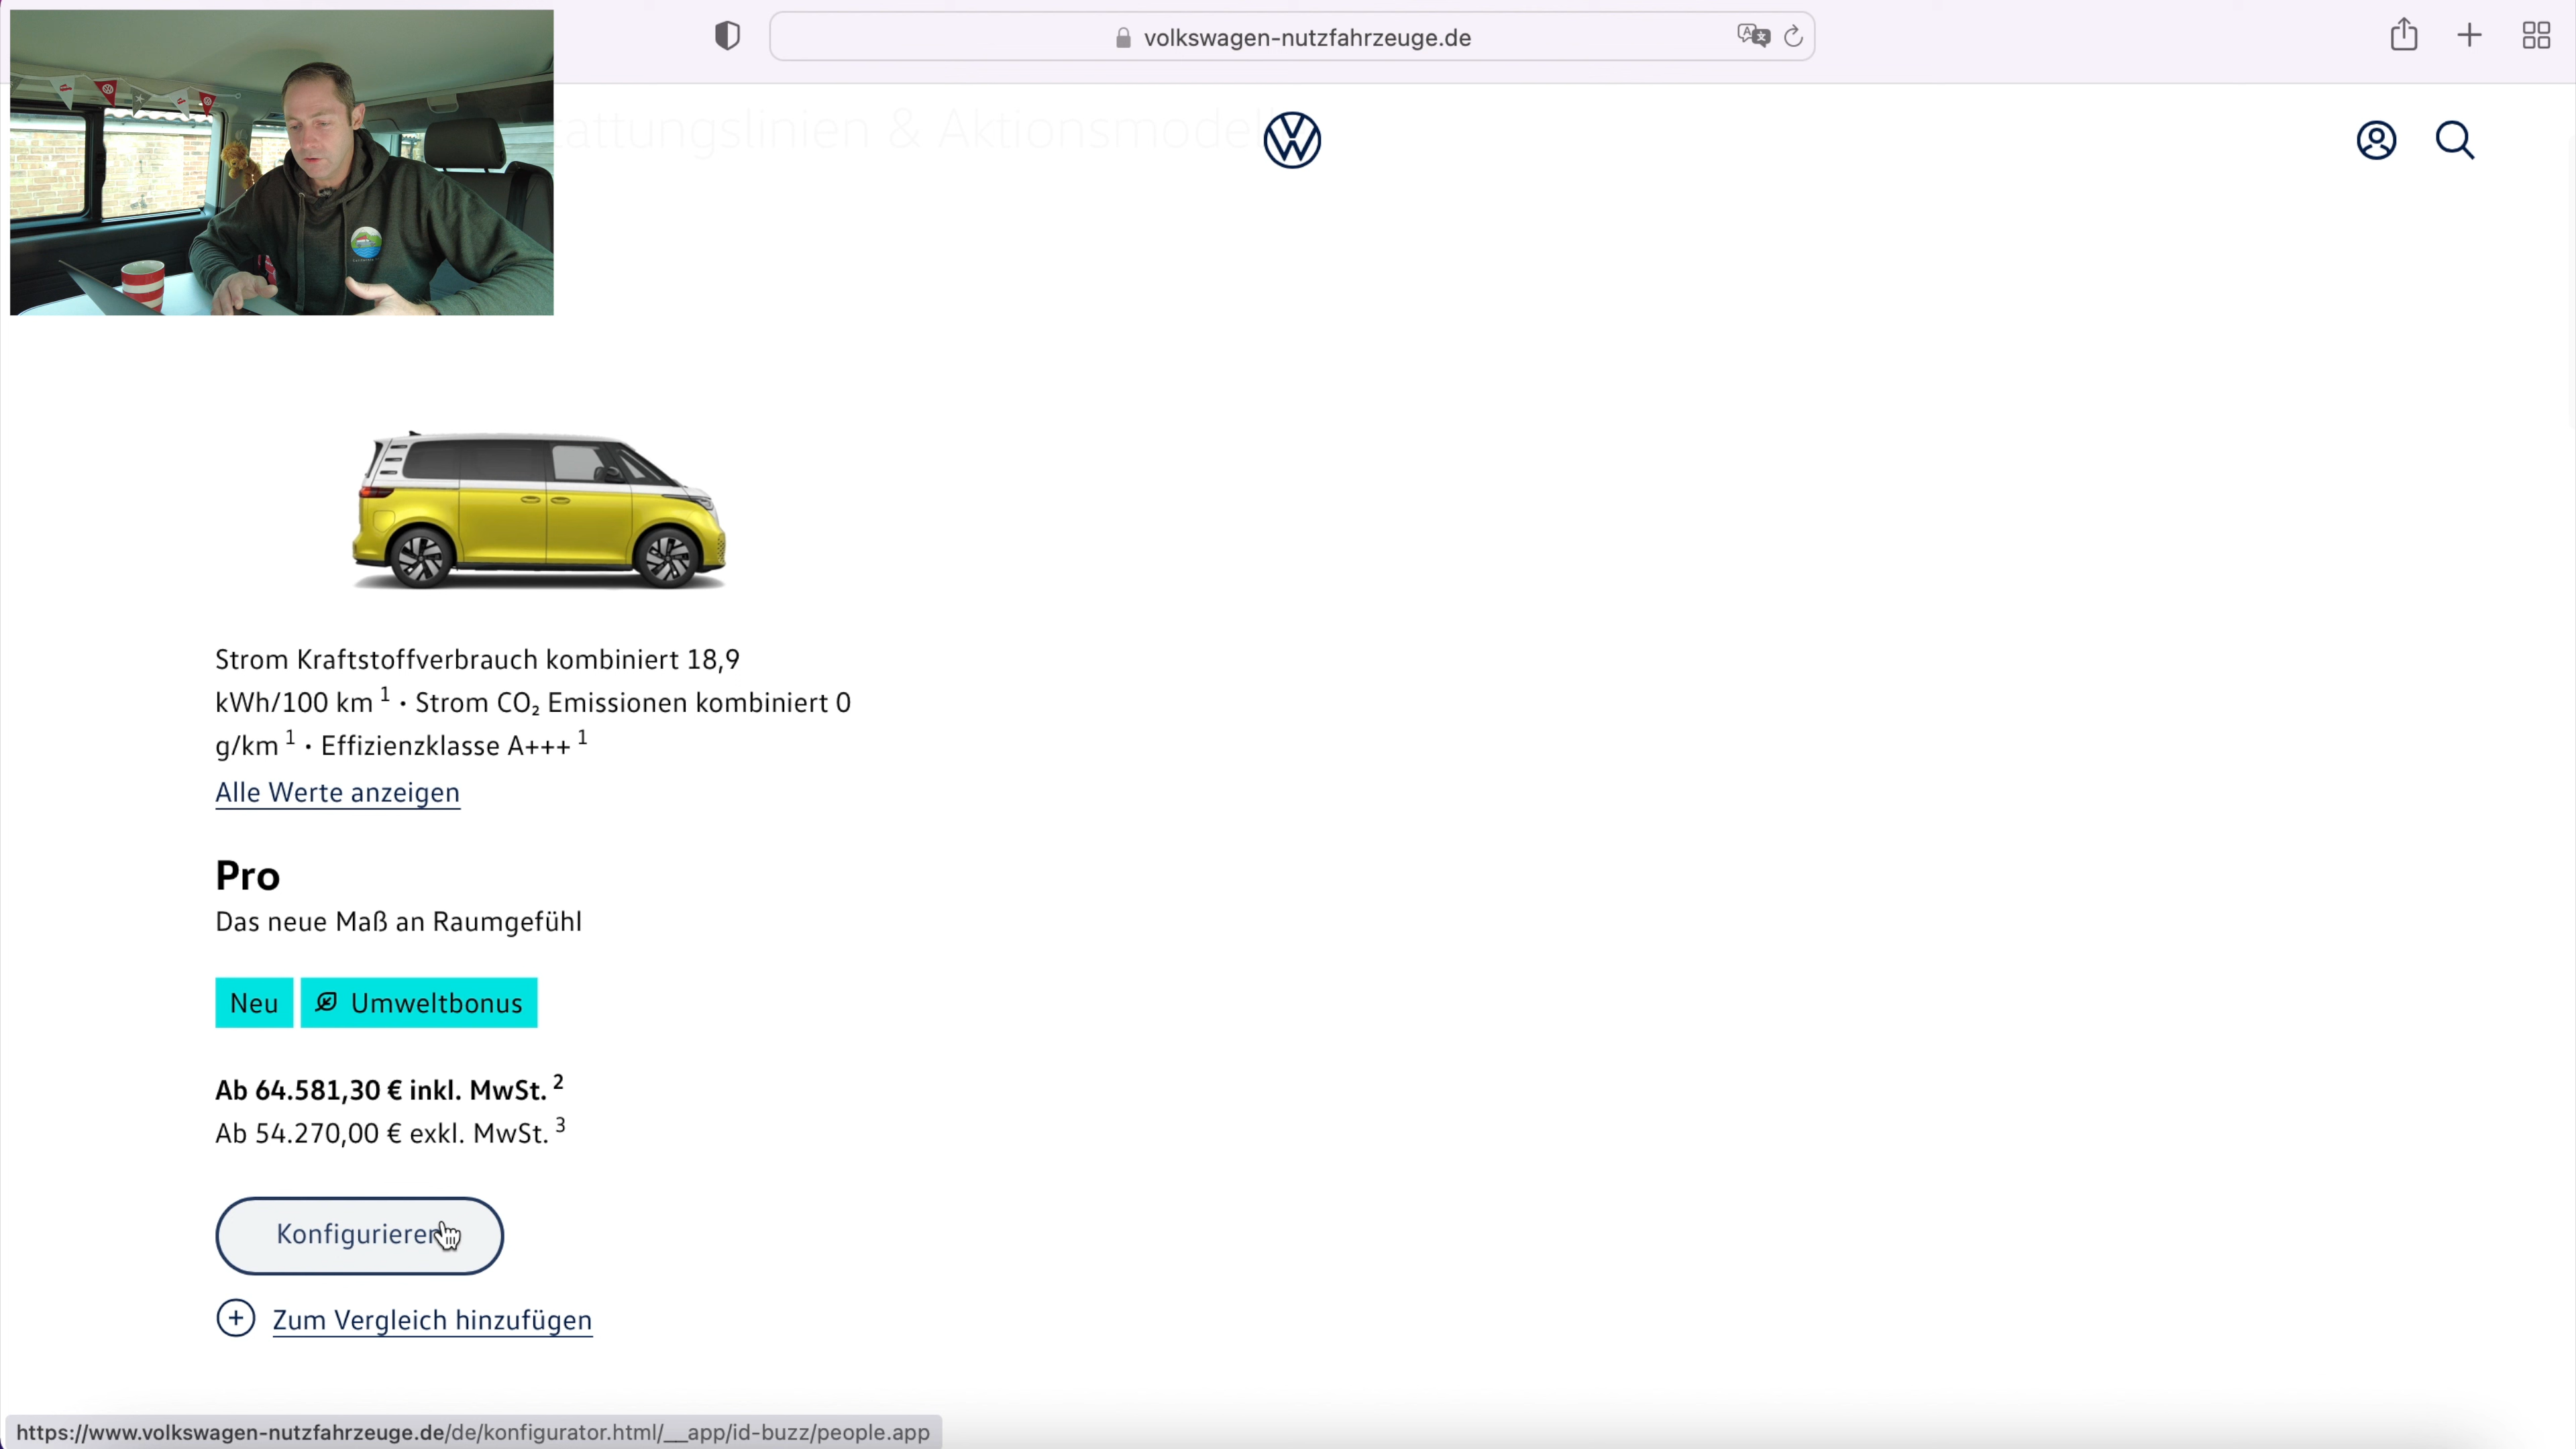 volkswagen-nutzfahrzeuge.de
attungslinien & Aktionsmodel
Strom Kraftstoffverbrauch kombiniert 18,9
kWh/100 km 1 • Strom CO₂ Emissionen kombiniert 0
g/km 1 • Effizienzklasse A+++ 1
Alle Werte anzeigen
Pro
Das neue Maß an Raumgefühl
Neu
Umweltbonus
Ab 64.581,30 € inkl. MwSt. 2
Ab 54.270,00 € exkl. MwSt. 3
Konfigurieren
Zum Vergleich hinzufügen
https://www.volkswagen-nutzfahrzeuge.de/de/konfigurator.html/__app/id-buzz/people.app